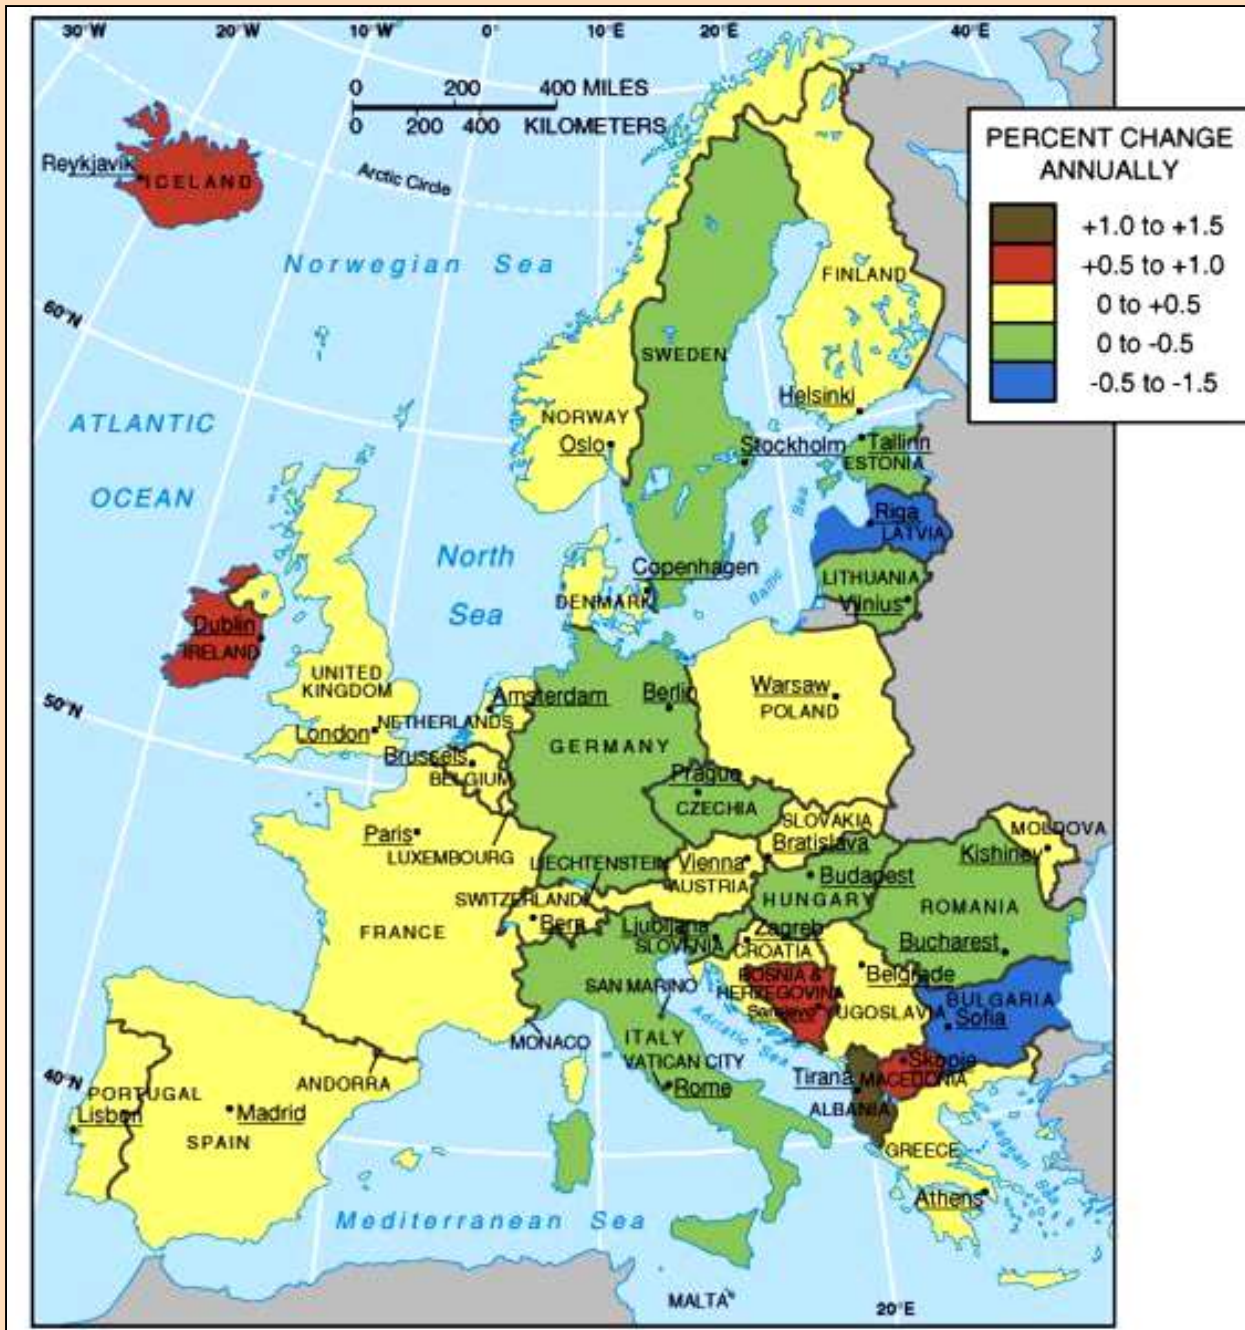 30°W
20°W
10°W
0°
10°E
20°E
40°E
0 200 400 MILES
0 200 400 KILOMETERS
PERCENT CHANGE
ANNUALLY
+1.0 to +1.5
+0.5 to +1.0
0 to +0.5
0 to -0.5
-0.5 to -1.5
Reykjavik
ICELAND
Arctic Circle
Norwegian Sea
FINLAND
60°N
SWEDEN
Helsinki
ATLANTIC
OCEAN
NORWAY
Oslo
Stockholm
Tallinn
ESTONIA
Riga
LATVIA
North
Sea
Baltic
Sea
Copenhagen
DENMARK
LITHUANIA
Vilnius
Dublin
IRELAND
UNITED
KINGDOM
London
50°N
Amsterdam
NETHERLANDS
Berlin
Warsaw
POLAND
Brussels
BELGIUM
GERMANY
Prague
CZECHIA
Paris
LUXEMBOURG
LIECHTENSTEIN
SLOVAKIA
Bratislava
MOLDOVA
Kishinev
Vienna
AUSTRIA
Budapest
HUNGARY
SWITZERLAND
Bern
FRANCE
ROMANIA
Bucharest
Ljubljana
SLOVENIA
Zagreb
CROATIA
Belgrade
YUGOSLAVIA
SAN MARINO
BOSNIA &
HERZEGOVINA
Sarajevo
BULGARIA
Sofia
MONACO
ITALY
Adriatic Sea
VATICAN CITY
Rome
ANDORRA
40°N
PORTUGAL
Lisbon
Madrid
SPAIN
Tirana
ALBANIA
Skopje
MACEDONIA
GREECE
Aegean
Sea
Athens
Mediterranean Sea
MALTA
20°E